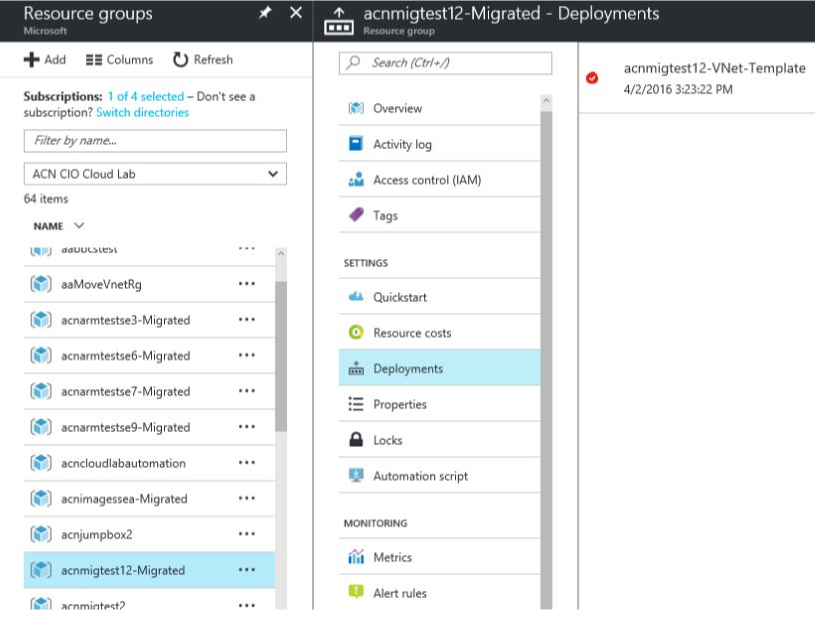 Resource groups
Microsoft
Add
Columns
Refresh
Subscriptions: 1 of 4 selected – Don't see a
subscription? Switch directories
Filter by name...
ACN CIO Cloud Lab
64 items
NAME
aaMoveVnetRg
acnarmtestse3-Migrated
acnarmtestse6-Migrated
acnarmtestse7-Migrated
acnarmtestse9-Migrated
acncloudlabautomation
acnimagessea-Migrated
acnjumpbox2
acnmigtest12-Migrated
acnmigtest2
acnmigtest12-Migrated - Deployments
Resource group
Search (Ctrl+/)
Overview
Activity log
Access control (IAM)
Tags
SETTINGS
Quickstart
Resource costs
Deployments
Properties
Locks
Automation script
MONITORING
Metrics
Alert rules
acnmigtest12-VNet-Template
4/2/2016 3:23:22 PM